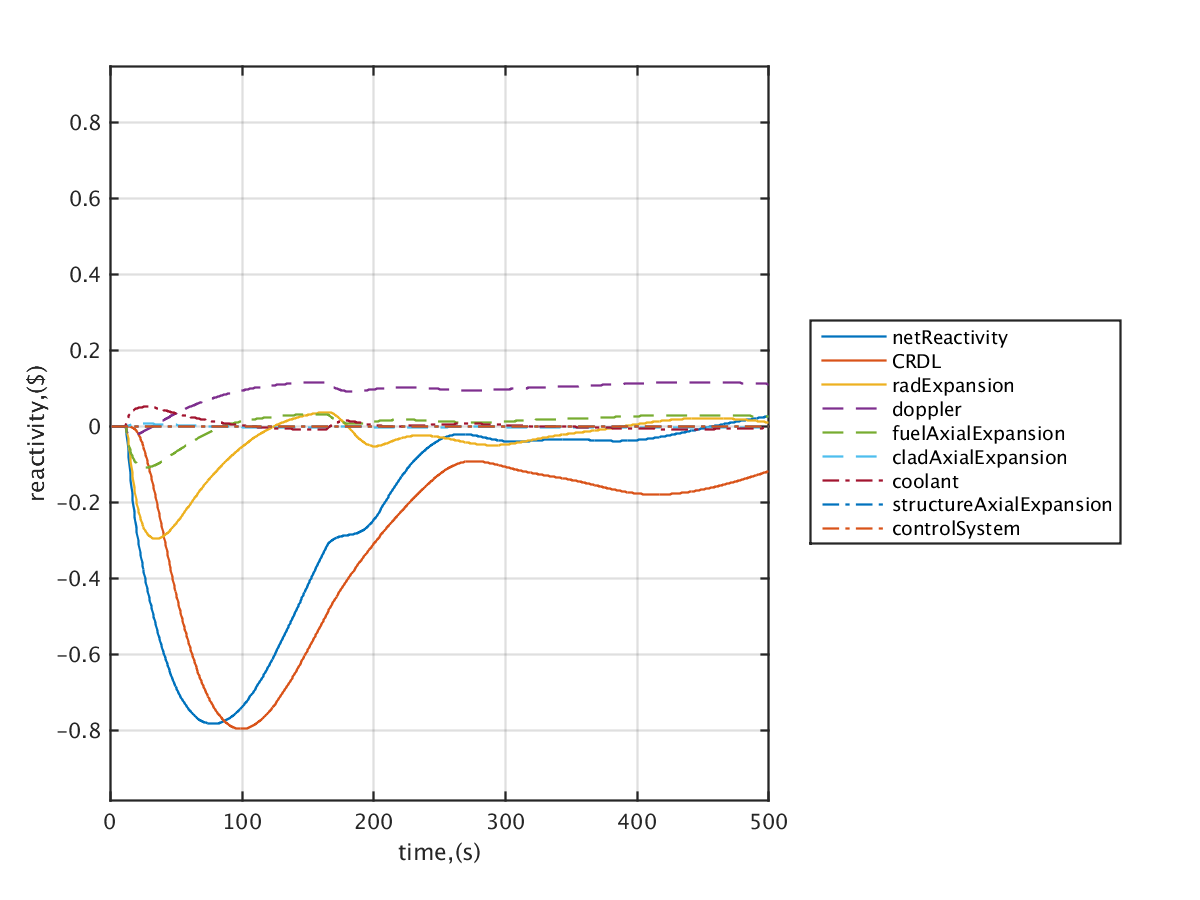 0.8
0.6
0.4
0.2
0
−0.2
−0.4
−0.6
−0.8
reactivity,($)
0 100 200 300 400 500
time,(s)
netReactivity
CRDL
radExpansion
doppler
fuelAxialExpansion
cladAxialExpansion
coolant
structureAxialExpansion
controlSystem